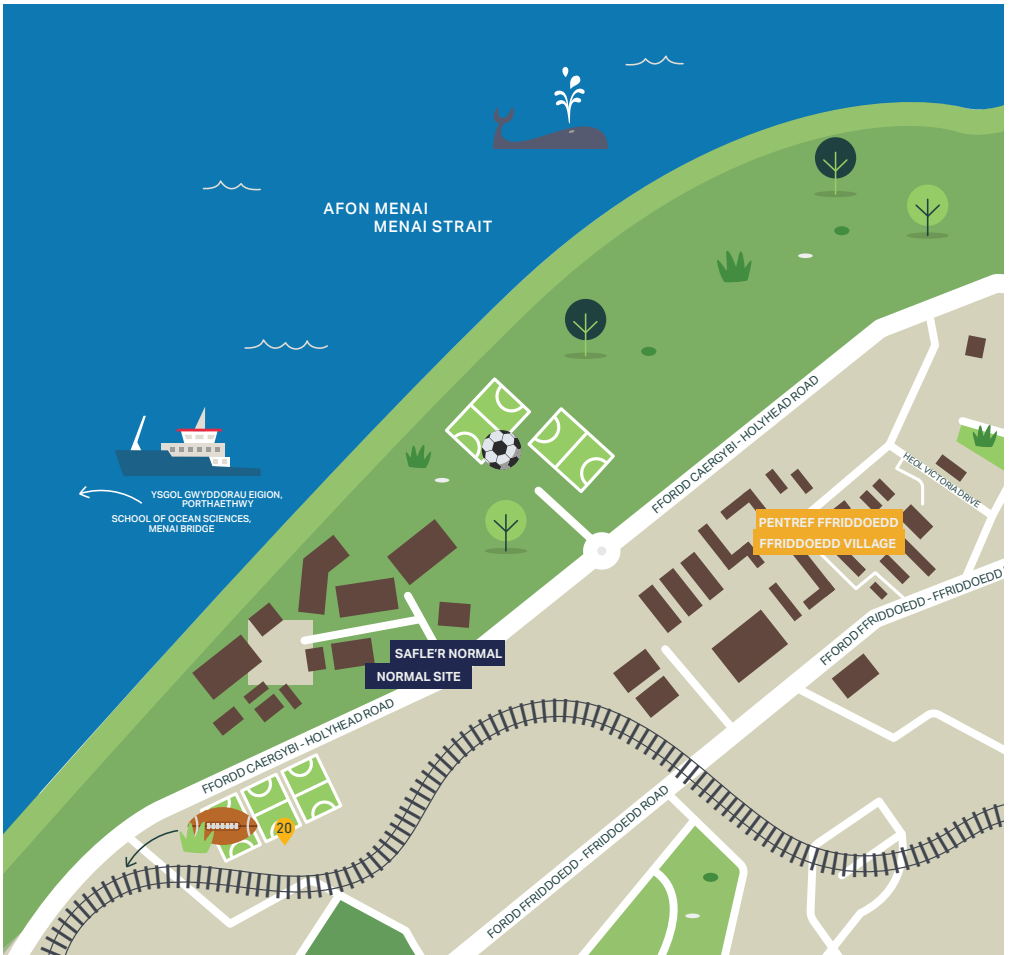 AFON MENAI
MENAI STRAIT
YSGOL GWYDDORAU EIGION,
PORTHAETHWY
SCHOOL OF OCEAN SCIENCES,
MENAI BRIDGE
FFORDD CAERGYBI - HOLYHEAD ROAD
HEOL VICTORIA DRIVE
PENTREF FFRIDDOEDD
FFRIDDOEDD VILLAGE
FFORDD FFRIDDOEDD - FFRIDDOEDD
SAFLE'R NORMAL
NORMAL SITE
FFORDD CAERGYBI - HOLYHEAD ROAD
20
FORDD FFRIDDOEDD - FFRIDDOEDD ROAD